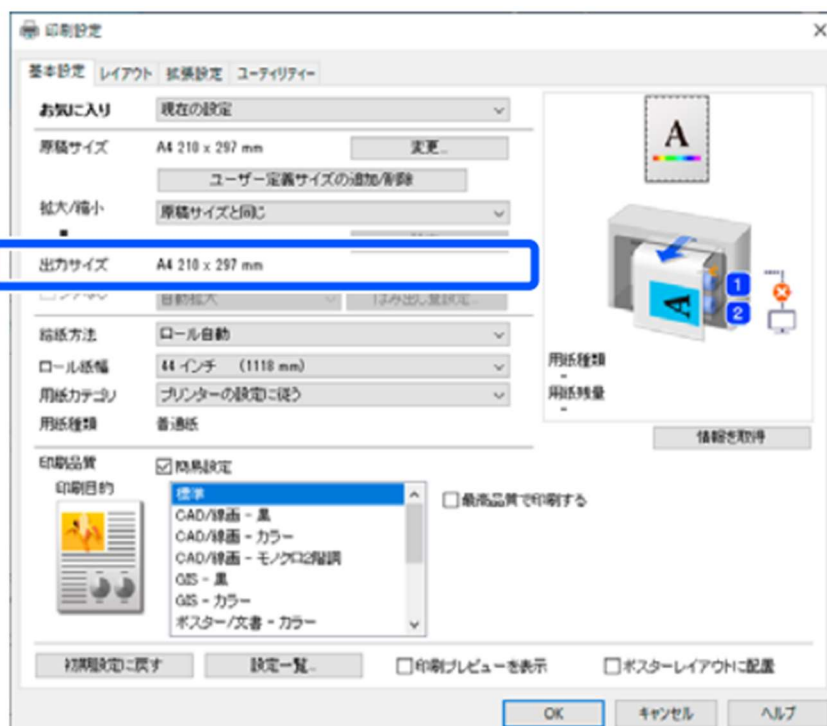 印刷設定
基本設定 レイアウト 拡張設定 ユーティリティー
お気に入り 現在の設定
原稿サイズ A4 210 x 297 mm 変更...
ユーザー定義サイズの追加/削除
拡大/縮小 原稿サイズと同じ
出力サイズ A4 210 x 297 mm
自動拡大 はみ出し量設定...
給紙方法 ロール自動
ロール紙幅 44 インチ (1118 mm)
用紙カテゴリ プリンターの設定に従う
用紙種類 普通紙
A
A
1
2
用紙種類
-
用紙残量
-
情報を取得
印刷品質 簡易設定
印刷目的
標準
CAD/線画 - 黒
CAD/線画 - カラー
CAD/線画 - モノクロ2階調
GIS - 黒
GIS - カラー
ポスター/文書 - カラー
最高品質で印刷する
初期設定に戻す 設定一覧... 印刷プレビューを表示 ポスターレイアウトに配置
OK キャンセル ヘルプ